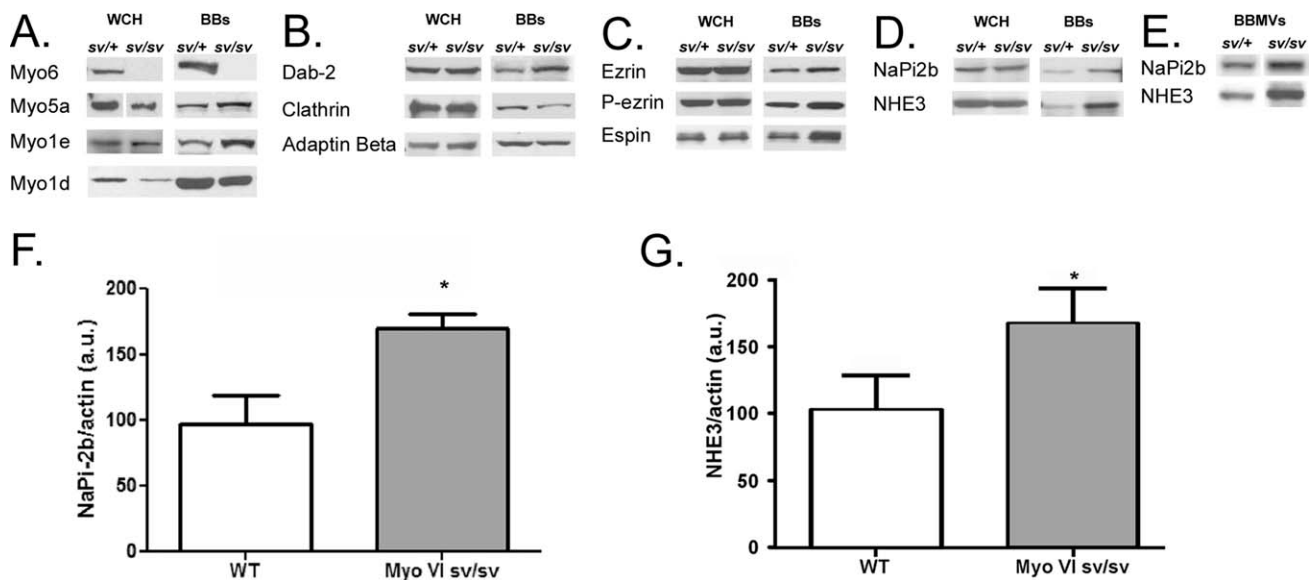 A.
WCH BBs
sv/+ sv/sv sv/+ sv/sv
Myo6
Myo5a
Myo1e
Myo1d
B.
WCH BBs
sv/+ sv/sv sv/+ sv/sv
Dab-2
Clathrin
Adaptin Beta
C.
WCH BBs
sv/+ sv/sv sv/+ sv/sv
Ezrin
P-ezrin
Espin
D.
WCH BBs
sv/+ sv/sv sv/+ sv/sv
NaPi2b
NHE3
E.
BBMVs
sv/+ sv/sv
NaPi2b
NHE3
F.
NaPi-2b/actin (a.u.)
200
150
100
50
0
*
WT Myo VI sv/sv
G.
NHE3/actin (a.u.)
200
150
100
50
0
*
WT Myo VI sv/sv